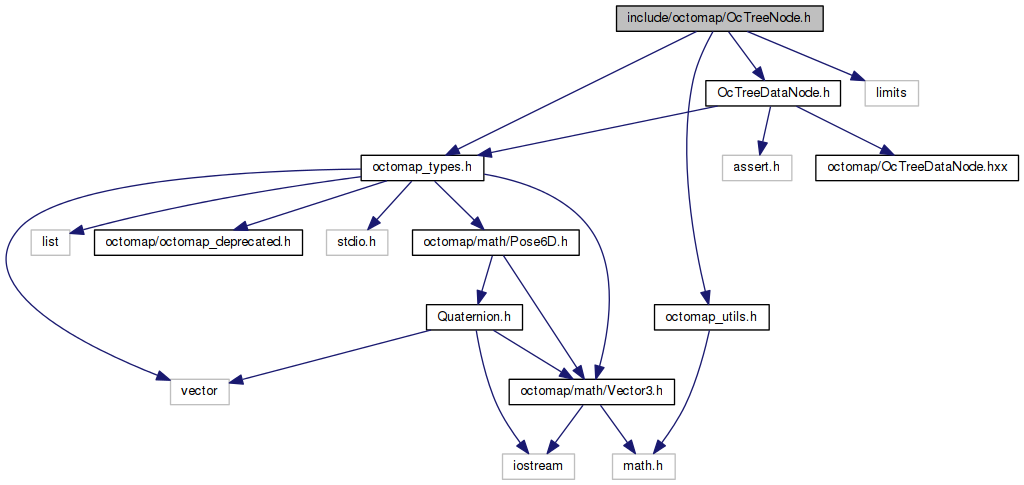 include/octomap/OcTreeNode.h
OcTreeDataNode.h
limits
octomap_types.h
assert.h
octomap/OcTreeDataNode.hxx
list
octomap/octomap_deprecated.h
stdio.h
octomap/math/Pose6D.h
Quaternion.h
octomap_utils.h
vector
octomap/math/Vector3.h
iostream
math.h